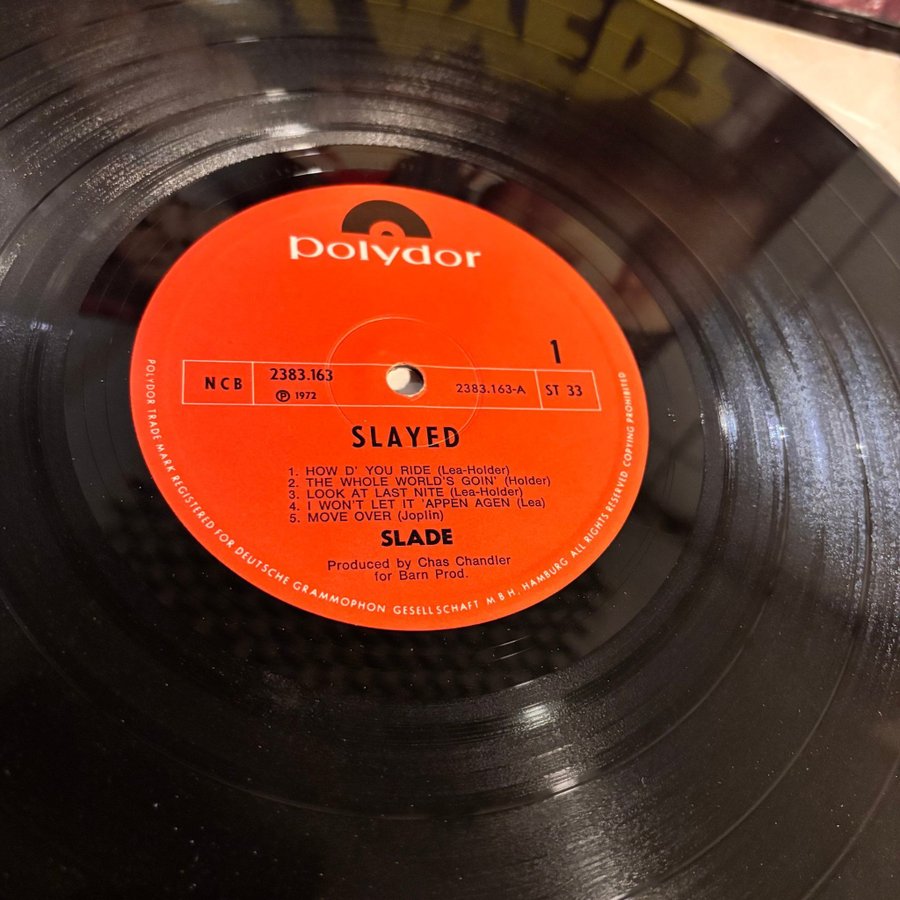 polydor
1
NCB
2383.163
℗ 1972
2383.163-A
ST 33
SLAYED
1. HOW D' YOU RIDE (Lea-Holder)
2. THE WHOLE WORLD'S GOIN' (Holder)
3. LOOK AT LAST NITE (Lea-Holder)
4. I WON'T LET IT 'APPEN AGEN (Lea)
5. MOVE OVER (Joplin)
SLADE
Produced by Chas Chandler
for Barn Prod.
POLYDOR TRADE MARK REGISTERED FOR DEUTSCHE GRAMMOPHON GESELLSCHAFT M B H. HAMBURG ALL RIGHTS RESERVED COPYING PROHIBITED